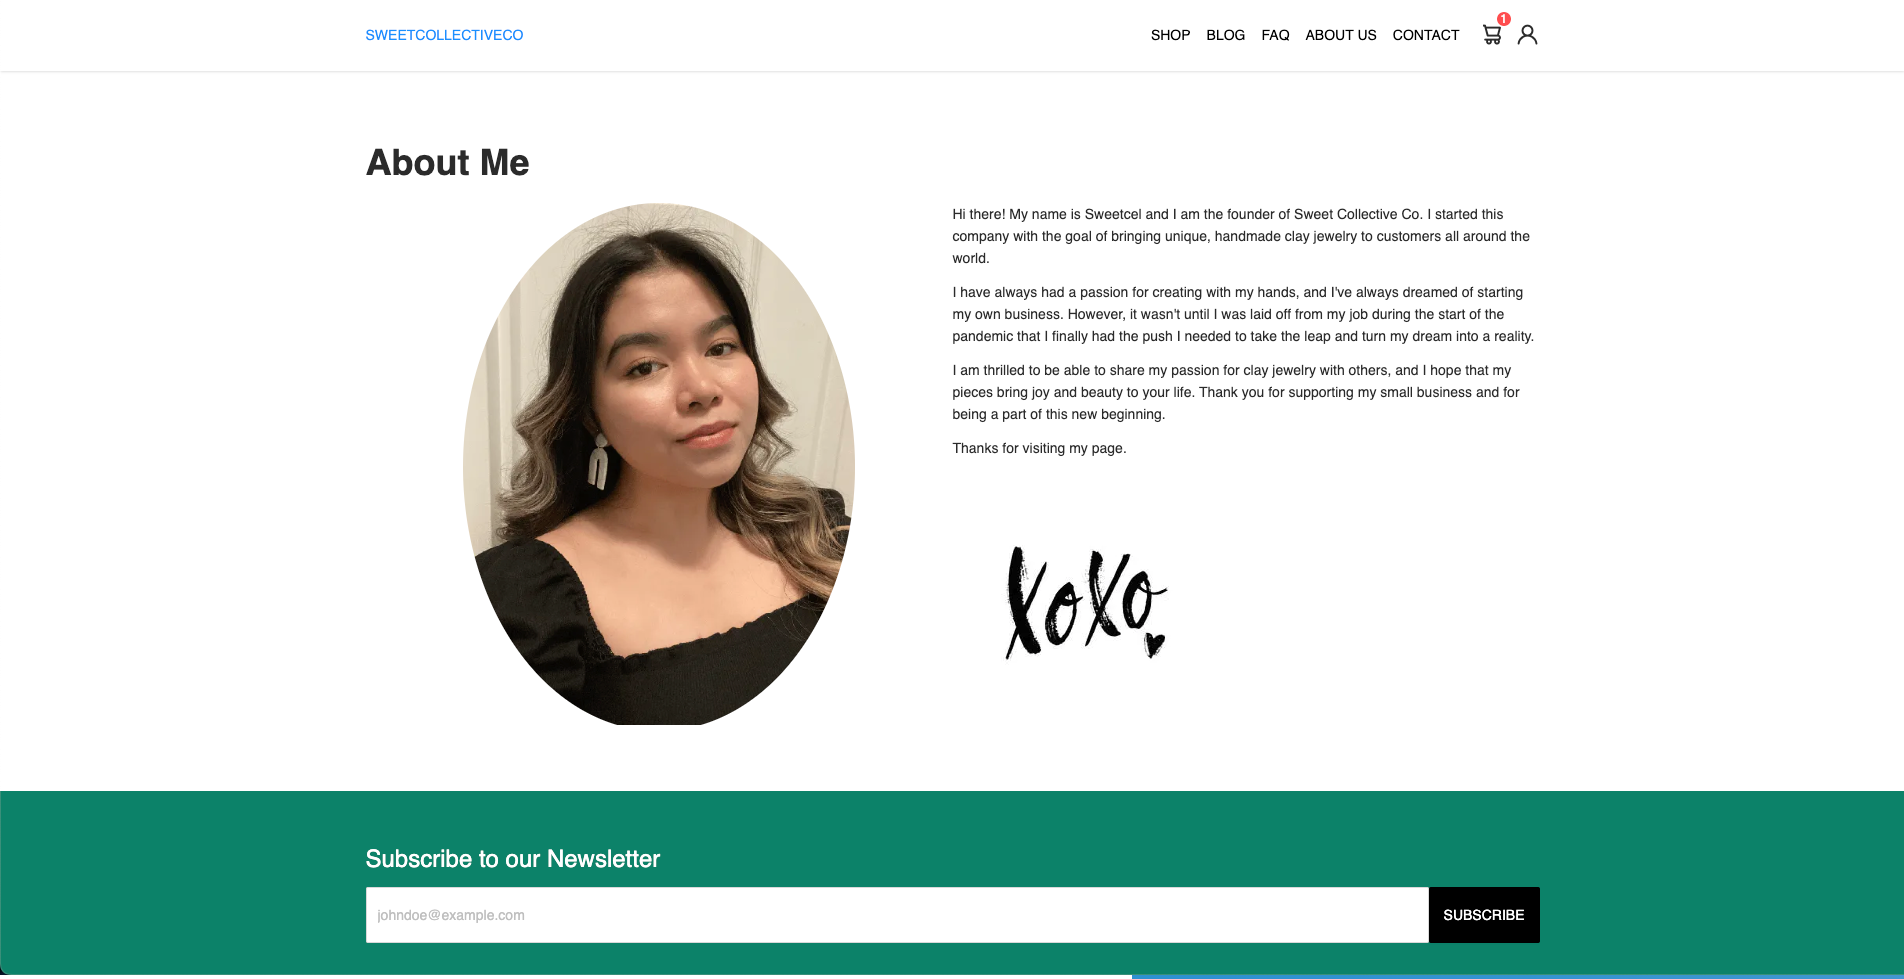 SWEETCOLLECTIVECO
SHOP BLOG FAQ ABOUT US CONTACT 1
About Me
Hi there! My name is Sweetcel and I am the founder of Sweet Collective Co. I started this
company with the goal of bringing unique, handmade clay jewelry to customers all around the
world.
I have always had a passion for creating with my hands, and I've always dreamed of starting
my own business. However, it wasn't until I was laid off from my job during the start of the
pandemic that I finally had the push I needed to take the leap and turn my dream into a reality.
I am thrilled to be able to share my passion for clay jewelry with others, and I hope that my
pieces bring joy and beauty to your life. Thank you for supporting my small business and for
being a part of this new beginning.
Thanks for visiting my page.
xoxo
Subscribe to our Newsletter
johndoe@example.com
SUBSCRIBE